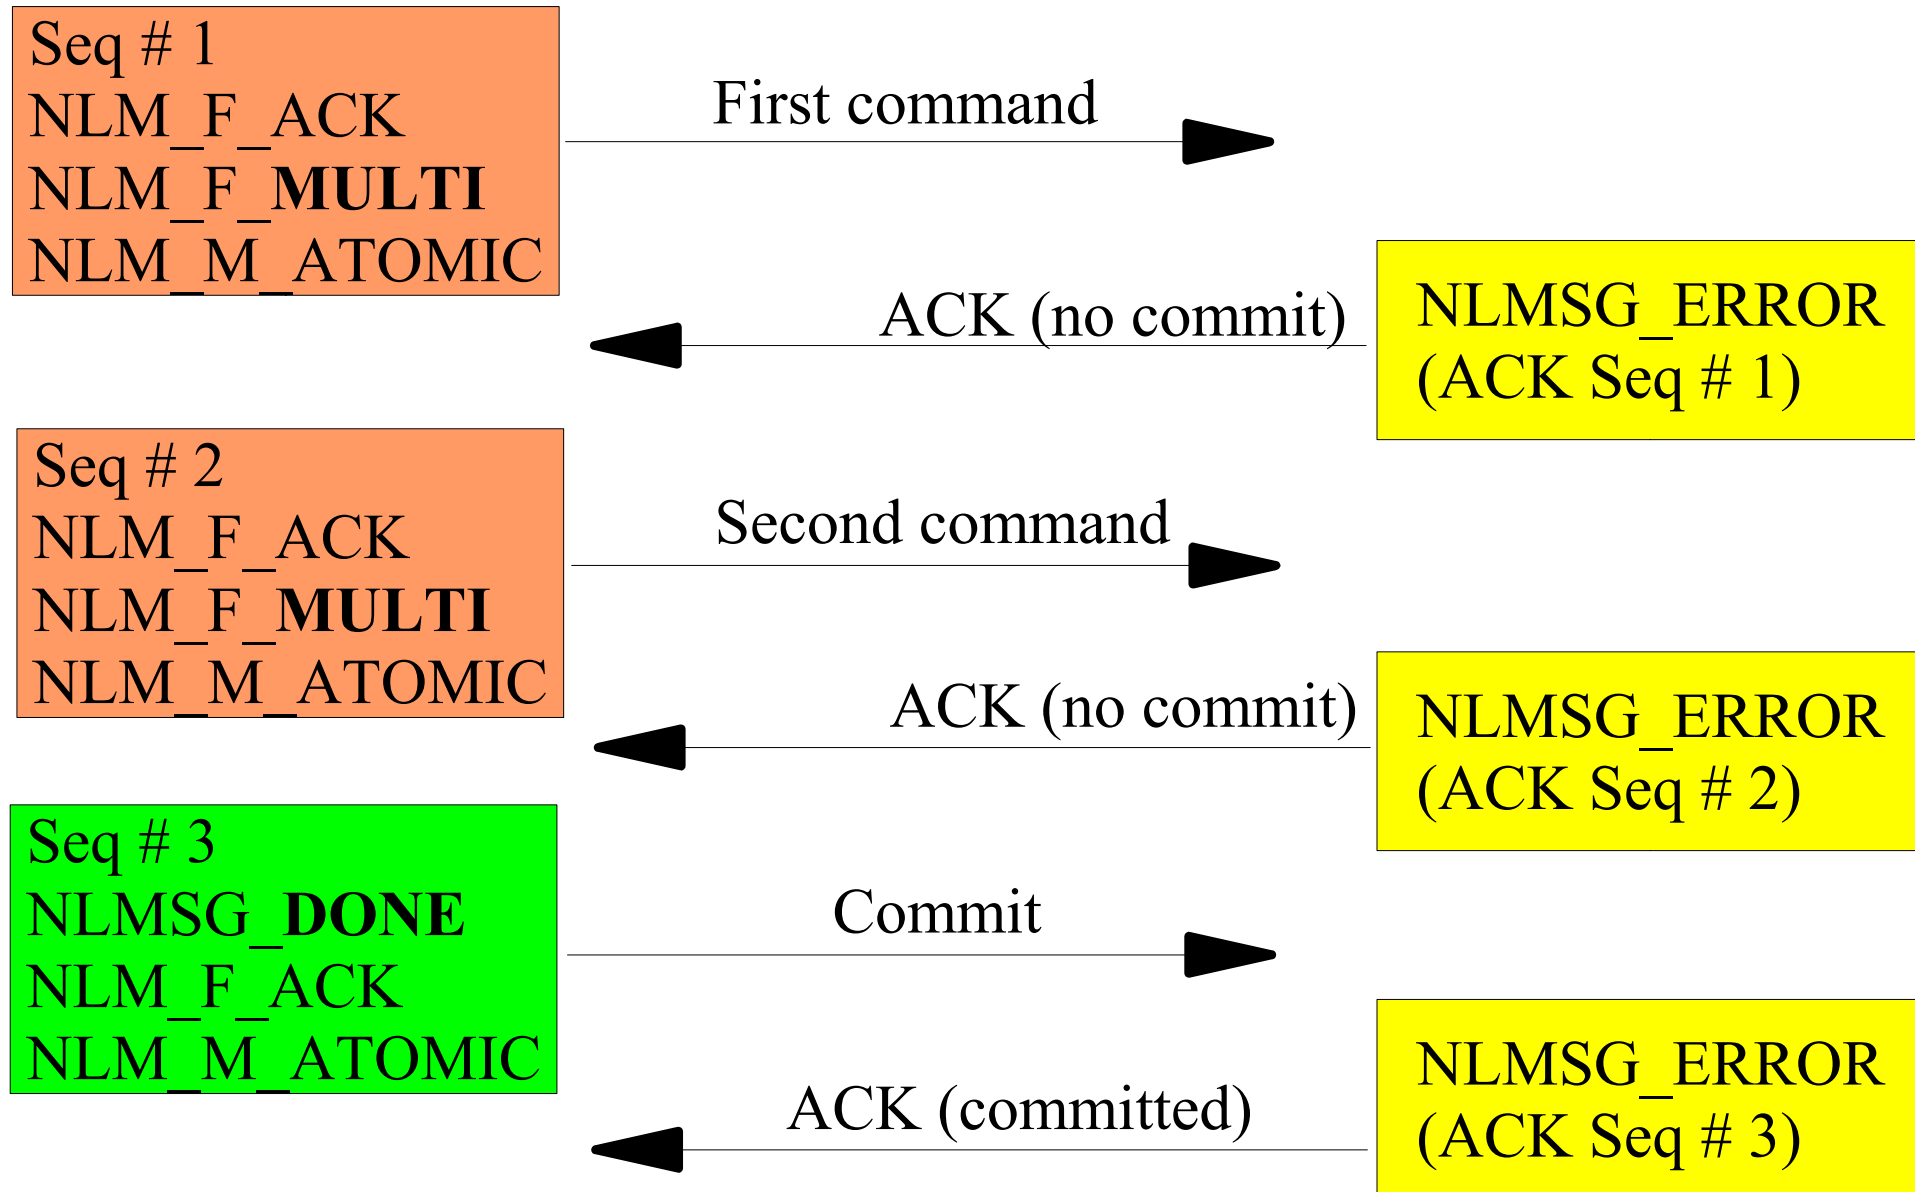 Seq # 1
NLM_F_ACK
NLM_F_MULTI
NLM_M_ATOMIC
First command
ACK (no commit)
NLMSG_ERROR
(ACK Seq # 1)
Seq # 2
NLM_F_ACK
NLM_F_MULTI
NLM_M_ATOMIC
Second command
ACK (no commit)
NLMSG_ERROR
(ACK Seq # 2)
Seq # 3
NLMSG_DONE
NLM_F_ACK
NLM_M_ATOMIC
Commit
ACK (committed)
NLMSG_ERROR
(ACK Seq # 3)